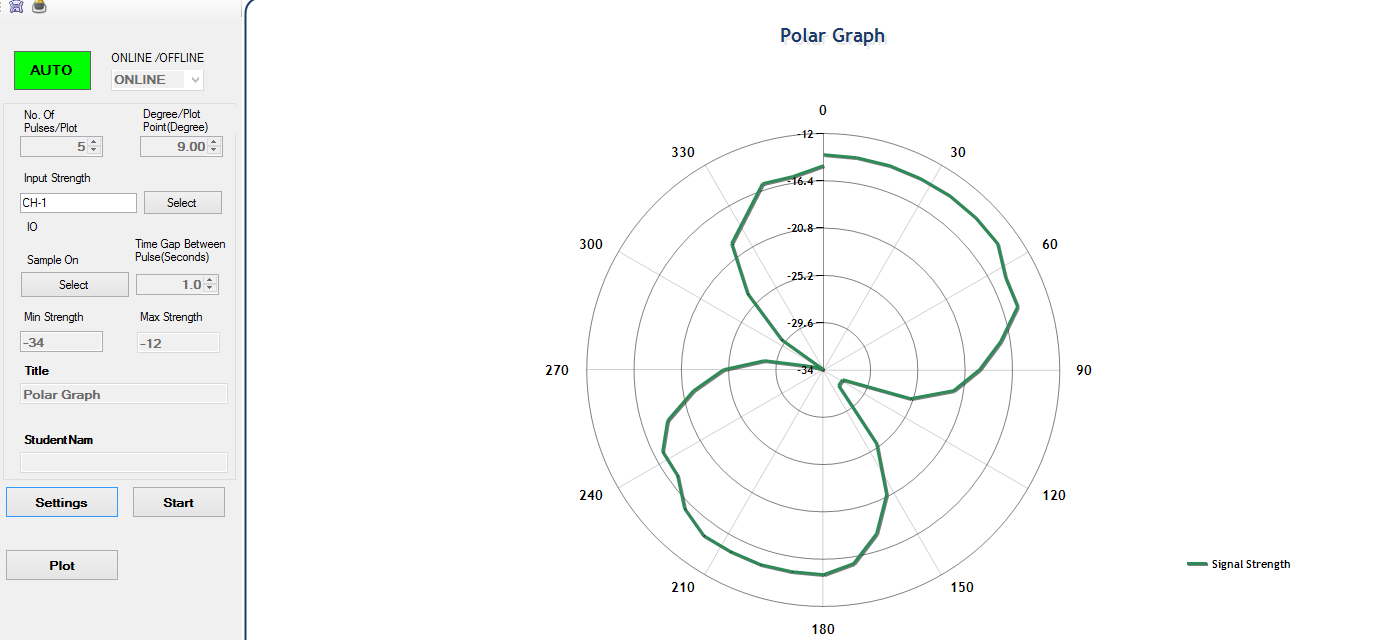 AUTO
ONLINE /OFFLINE
ONLINE
No. Of
Pulses/Plot
Degree/Plot
Point(Degree)
5
9.00
Input Strength
CH-1
Select
IO
Sample On
Time Gap Between
Pulse(Seconds)
Select
1.0
Min Strength
Max Strength
-34
-12
Title
Polar Graph
StudentNam
Settings
Start
Plot
Polar Graph
0
-12
330
30
-16.4
-20.8
300
60
-25.2
-29.6
270
-34
90
240
120
210
150
180
Signal Strength